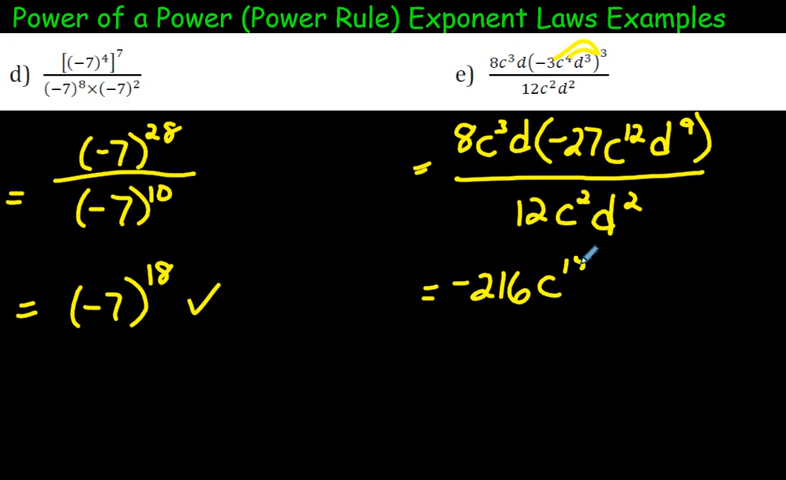 Power of a Power (Power Rule) Exponent Laws Examples
d) [(−7)⁴]⁷ / (−7)⁸×(−7)²
e) 8c³d(−3c⁴d³)³ / 12c²d²
= (-7)²⁸ / (-7)¹⁰
= 8c³d(-27c¹²d⁹) / 12c²d²
= (-7)¹⁸ ✓
= -216c